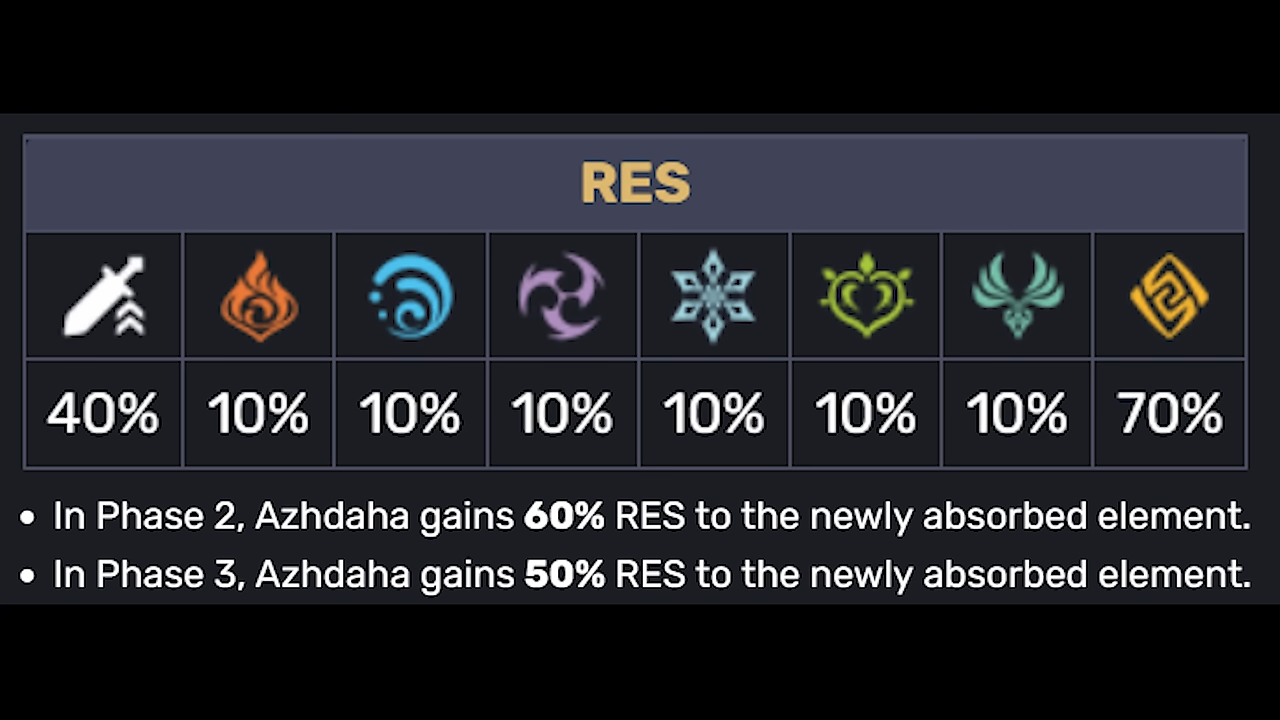 RES
40% 10% 10% 10% 10% 10% 10% 70%
• In Phase 2, Azhdaha gains 60% RES to the newly absorbed element.
• In Phase 3, Azhdaha gains 50% RES to the newly absorbed element.